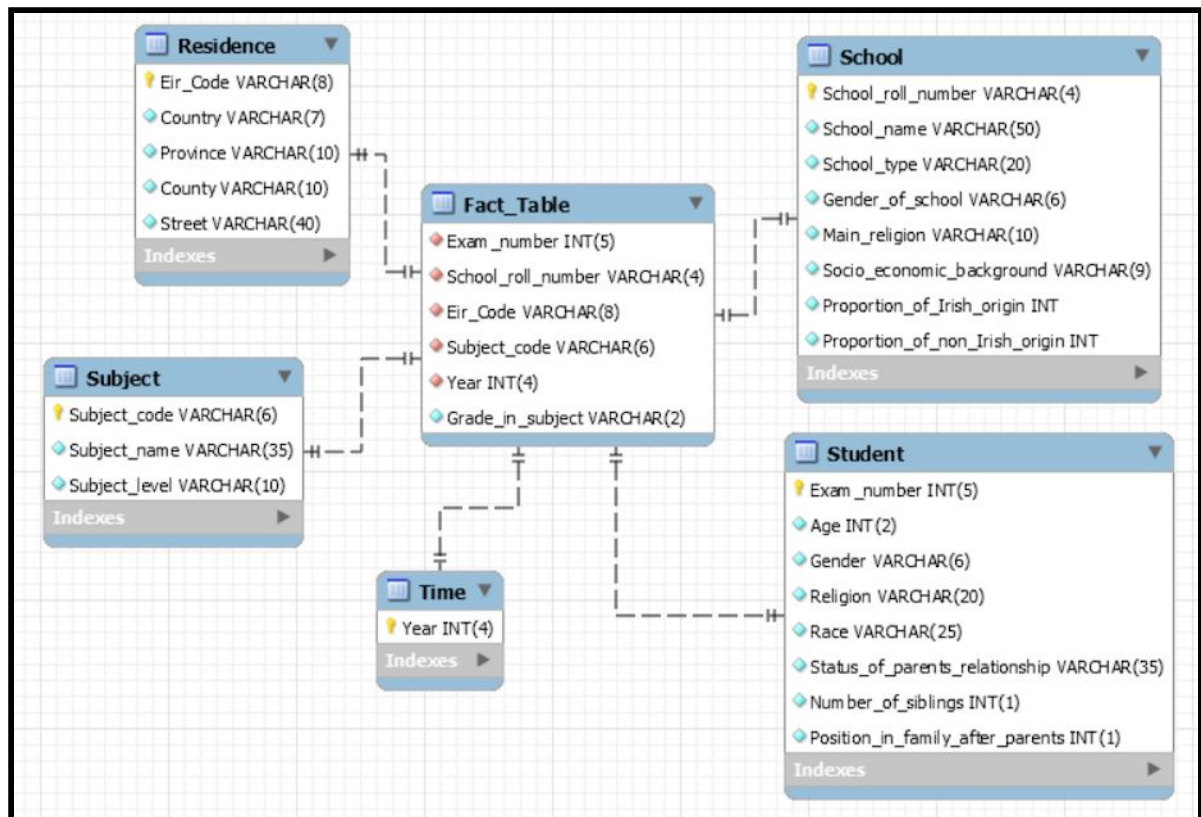 Residence
Eir_Code VARCHAR(8)
Country VARCHAR(7)
Province VARCHAR(10)
County VARCHAR(10)
Street VARCHAR(40)
Indexes
School
School_roll_number VARCHAR(4)
School_name VARCHAR(50)
School_type VARCHAR(20)
Gender_of_school VARCHAR(6)
Main_religion VARCHAR(10)
Socio_economic_background VARCHAR(9)
Proportion_of_Irish_origin INT
Proportion_of_non_Irish_origin INT
Indexes
Fact_Table
Exam _number INT(5)
School_roll_number VARCHAR(4)
Eir_Code VARCHAR(8)
Subject_code VARCHAR(6)
Year INT(4)
Grade_in_subject VARCHAR(2)
Subject
Subject_code VARCHAR(6)
Subject_name VARCHAR(35)
Subject_level VARCHAR(10)
Indexes
Time
Year INT(4)
Indexes
Student
Exam _number INT(5)
Age INT(2)
Gender VARCHAR(6)
Religion VARCHAR(20)
Race VARCHAR(25)
Status_of_parents_relationship VARCHAR(35)
Number_of_siblings INT(1)
Position_in_family_after_parents INT(1)
Indexes